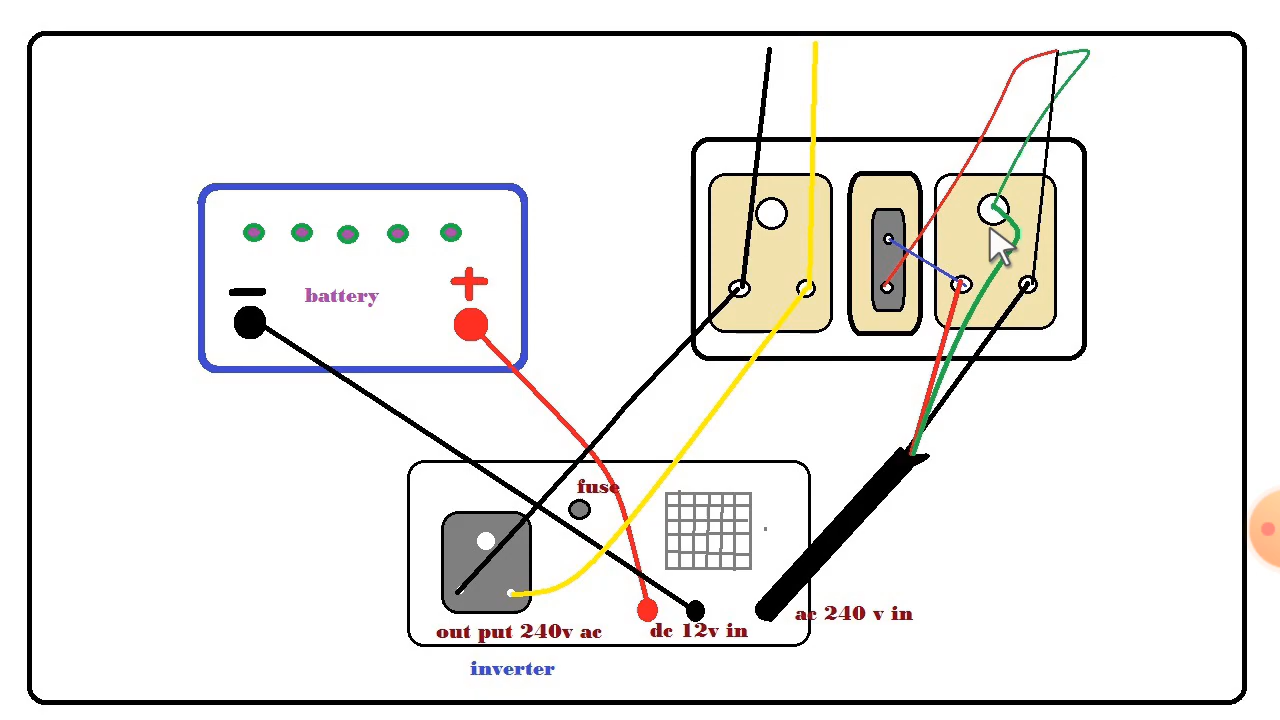 battery
fuse
out put 240v ac
dc 12v in
ac 240 v in
inverter